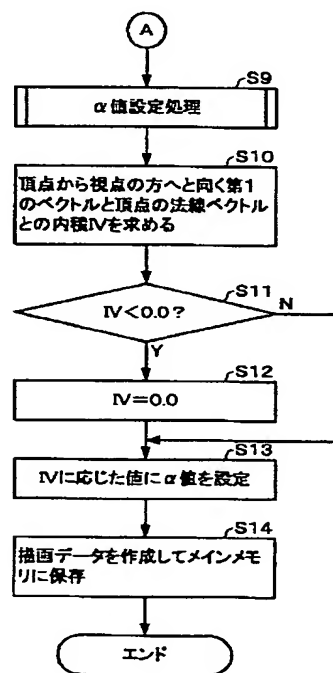 A
S9
α値設定処理
S10
頂点から視点の方へと向く第1
のベクトルと頂点の法線ベクトル
との内積IVを求める
S11
IV<0.0?
N
Y
S12
IV=0.0
S13
IVに応じた値にα値を設定
S14
描画データを作成してメインメモ
リに保存
エンド